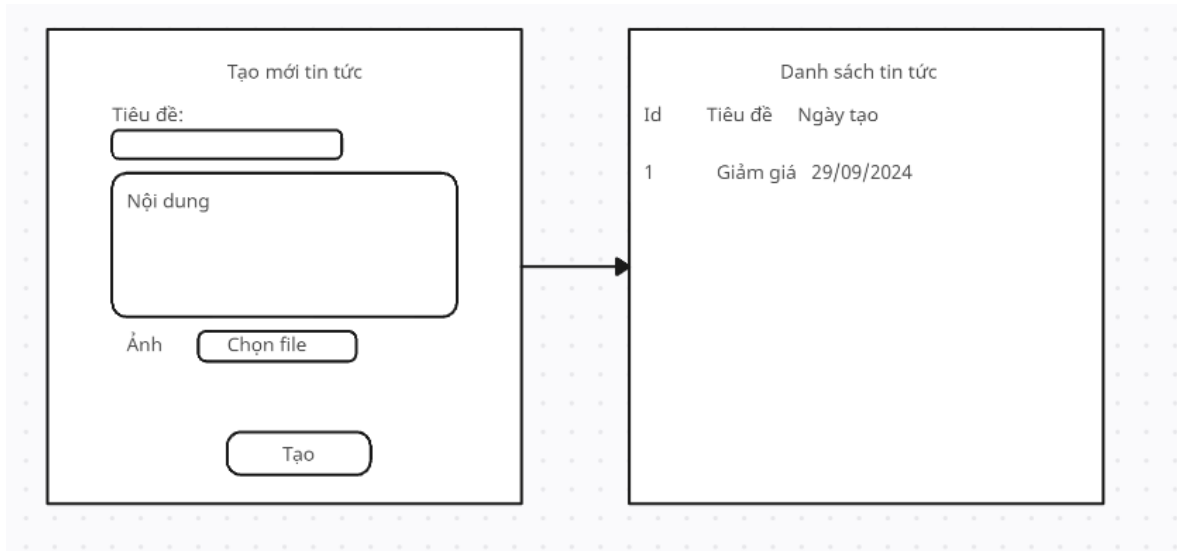 Tạo mới tin tức
Tiêu đề:
Nội dung
Ảnh Chọn file
Tạo
Danh sách tin tức
Id Tiêu đề Ngày tạo
1 Giảm giá 29/09/2024